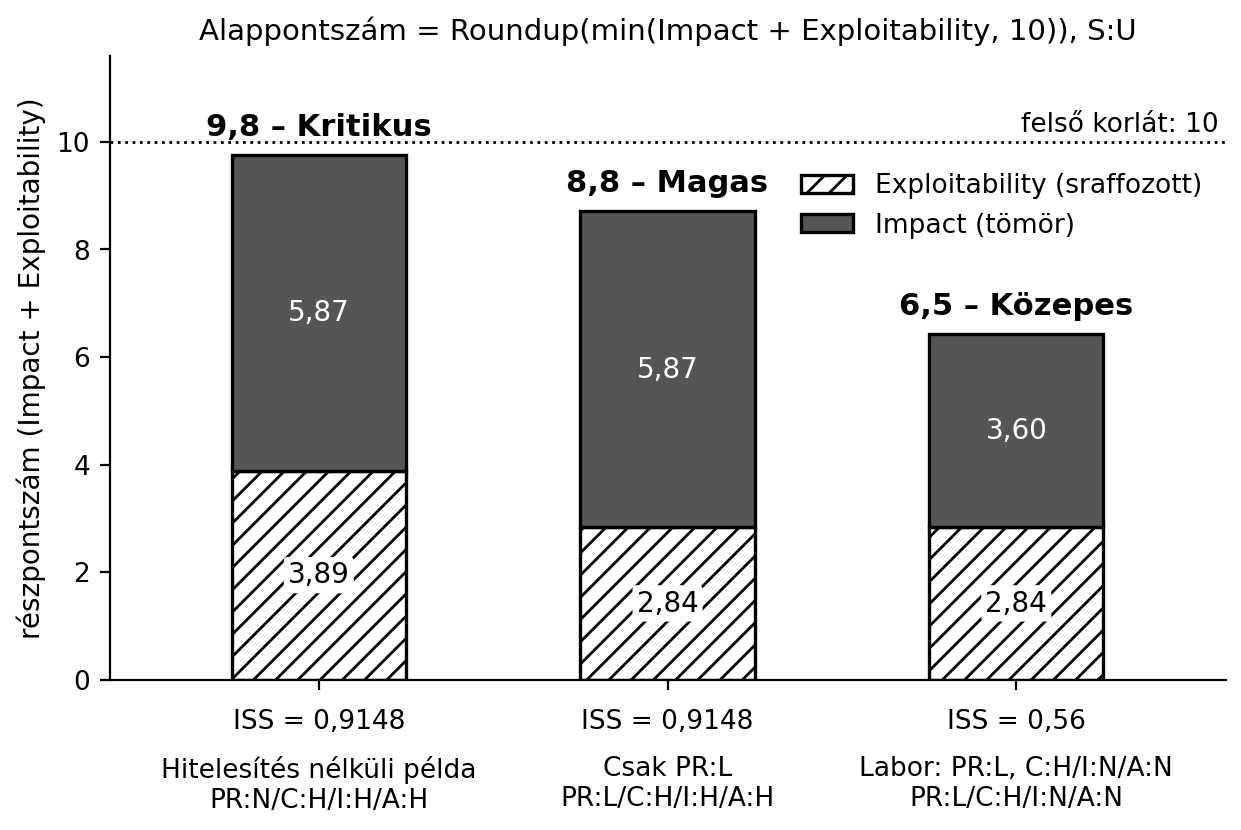 Alappontszám = Roundup(min(Impact + Exploitability, 10)), S:U
részpontszám (Impact + Exploitability)
10
8
6
4
2
0
felső korlát: 10
9,8 – Kritikus
8,8 – Magas
6,5 – Közepes
Exploitability (sraffozott)
Impact (tömör)
5,87
3,89
5,87
2,84
3,60
2,84
ISS = 0,9148
Hitelesítés nélküli példa
PR:N/C:H/I:H/A:H
ISS = 0,9148
Csak PR:L
PR:L/C:H/I:H/A:H
ISS = 0,56
Labor: PR:L, C:H/I:N/A:N
PR:L/C:H/I:N/A:N